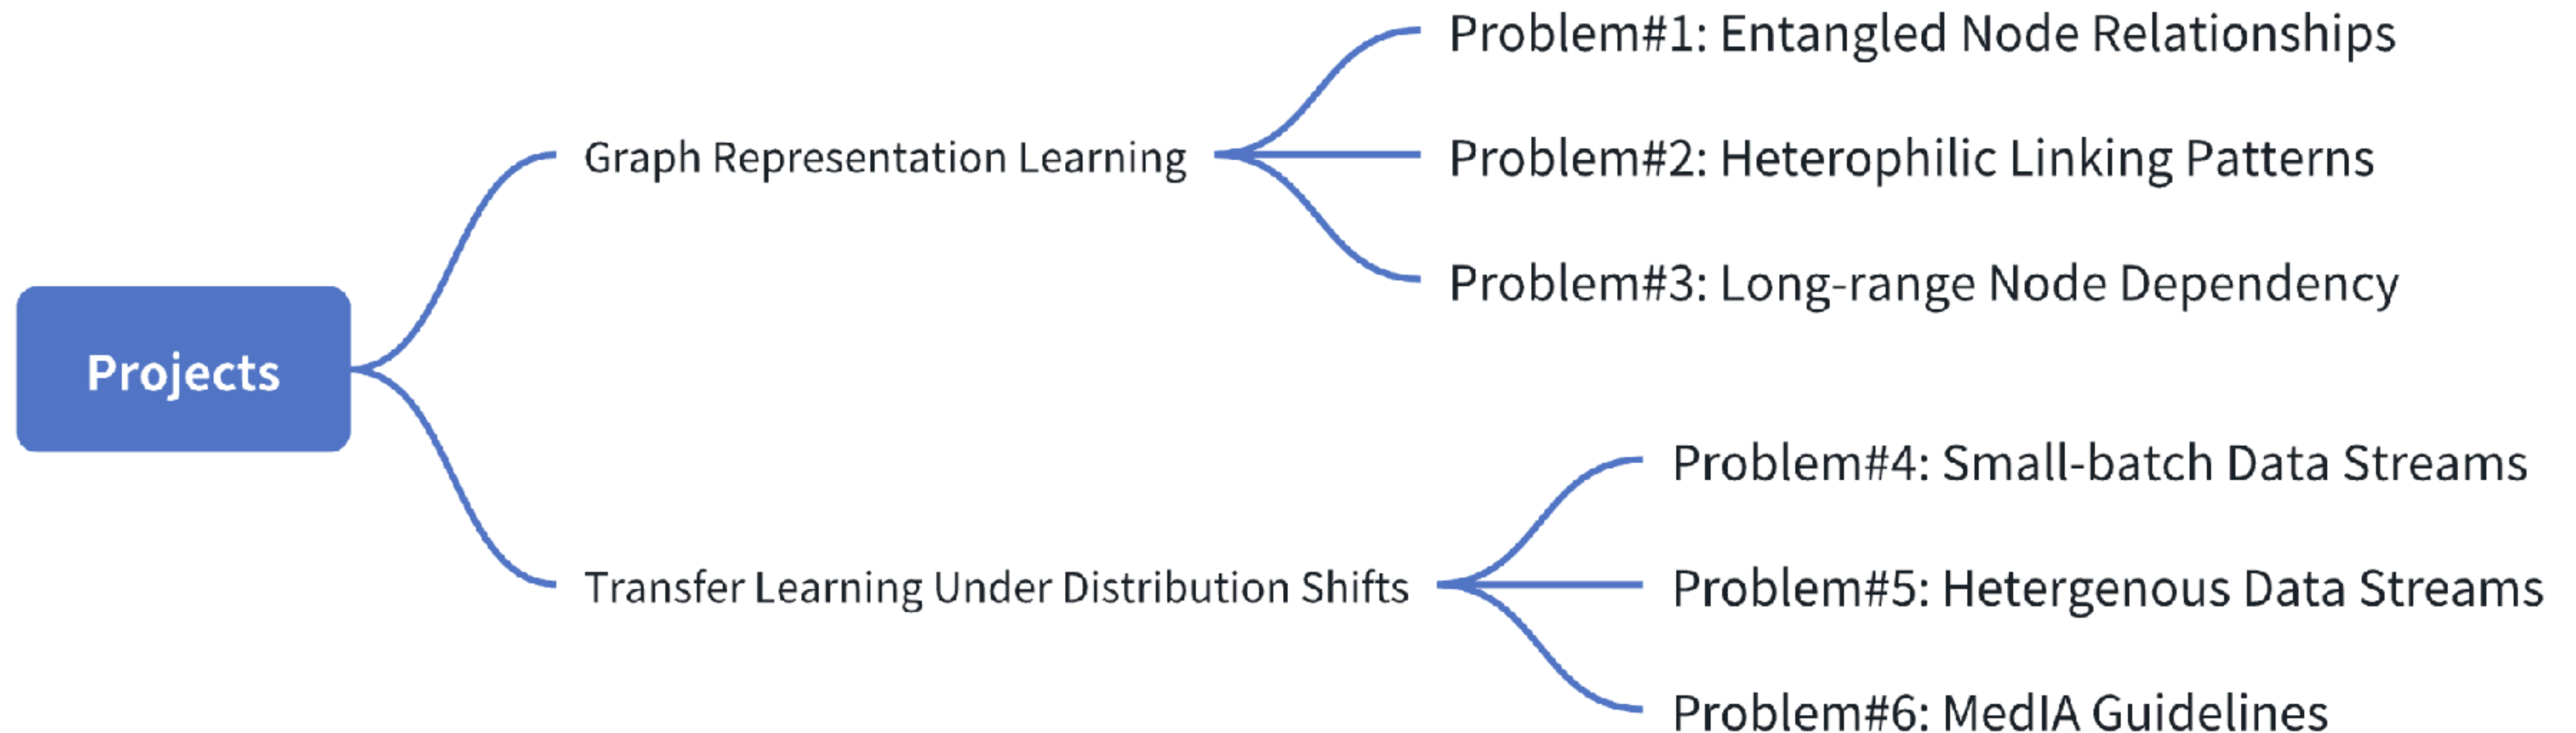 Projects
Graph Representation Learning
Problem#1: Entangled Node Relationships
Problem#2: Heterophilic Linking Patterns
Problem#3: Long-range Node Dependency
Transfer Learning Under Distribution Shifts
Problem#4: Small-batch Data Streams
Problem#5: Hetergenous Data Streams
Problem#6: MedIA Guidelines